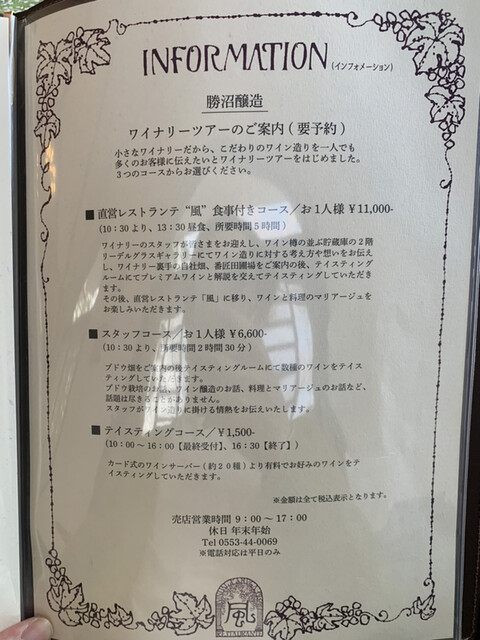 INFORMATION (インフォメーション)
勝沼醸造
ワイナリーツアーのご案内(要予約)
小さなワイナリーだから、こだわりのワイン造りを一人でも
多くのお客様に伝えたいとワイナリーツアーをはじめました。
3つのコースからお選びください。
■ 直営レストランテ“風”食事付きコース／お1人様 ¥11,000-
(10:30より、13:30昼食、所要時間5時間)
ワイナリーのスタッフが皆さまをお迎えし、ワイン樽の並ぶ貯蔵庫の2階
リーデルグラスギャラリーにてワイン造りに対する考え方や想いをお伝え
し、ワイナリー裏手の自社畑、番匠田圃場をご案内の後、テイスティング
ルームにてプレミアムワインと解説を交えてテイスティングしていただき
ます。
その後、直営レストランテ「風」に移り、ワインと料理のマリアージュを
お楽しみいただきます。
■ スタッフコース／お1人様 ¥6,600-
(10:30より、所要時間2時間30分)
ブドウ畑をご案内の後テイスティングルームにて数種のワインをテイス
ティングしていただきます。
ブドウ栽培のお話、ワイン醸造のお話、料理とマリアージュのお話など、
話題は尽きることがありません。
スタッフがワイン造りに掛ける情熱をお伝えいたします。
■ テイスティングコース／¥1,500-
(10:00～16:00【最終受付】、16:30【終了】)
カード式のワインサーバー(約20種)より有料でお好みのワインをテ
イスティングしていただきます。
※金額は全て税込表示となります。
売店営業時間 9:00～17:00
休日 年末年始
Tel 0553-44-0069
※電話対応は平日のみ
風